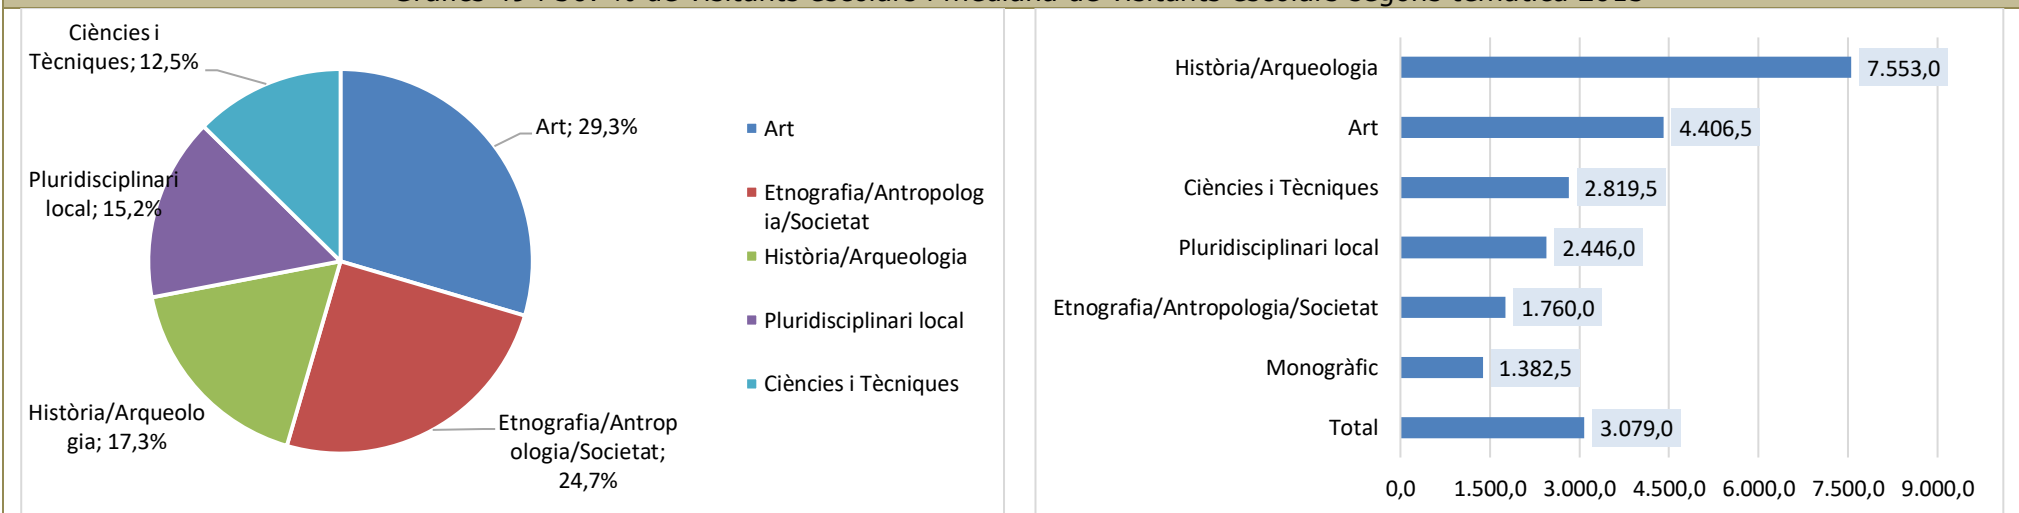 Ciències i
Tècniques; 12,5%
Art; 29,3%
Pluridisciplinari
local; 15,2%
Història/Arqueolo
gia; 17,3%
Etnografia/Antrop
ologia/Societat;
24,7%
Art
Etnografia/Antropolog
ia/Societat
Història/Arqueologia
Pluridisciplinari local
Ciències i Tècniques
Història/Arqueologia 7.553,0
Art 4.406,5
Ciències i Tècniques 2.819,5
Pluridisciplinari local 2.446,0
Etnografia/Antropologia/Societat 1.760,0
Monogràfic 1.382,5
Total 3.079,0
0,0 1.500,0 3.000,0 4.500,0 6.000,0 7.500,0 9.000,0